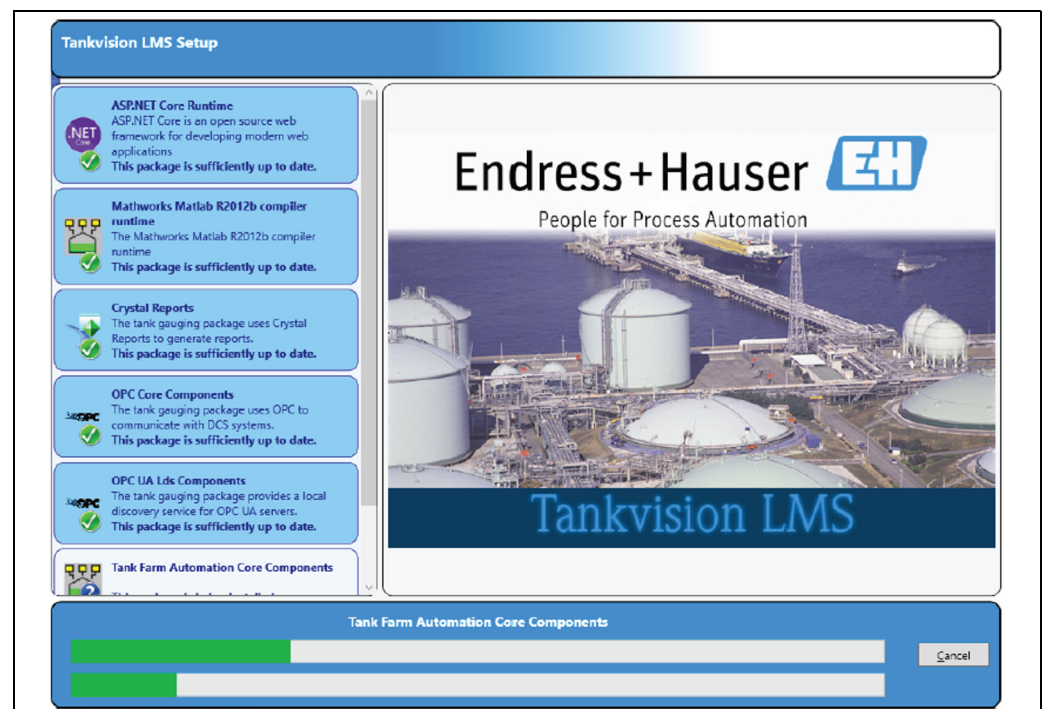 Tankvision LMS Setup
ASP.NET Core Runtime
ASP.NET Core is an open source web
framework for developing modern web
applications
This package is sufficiently up to date.
.NET
Core
Mathworks Matlab R2012b compiler
runtime
The Mathworks Matlab R2012b compiler
runtime
This package is sufficiently up to date.
Crystal Reports
The tank gauging package uses Crystal
Reports to generate reports.
This package is sufficiently up to date.
OPC Core Components
The tank gauging package uses OPC to
communicate with DCS systems.
This package is sufficiently up to date.
OPC
OPC UA Lds Components
The tank gauging package provides a local
discovery service for OPC UA servers.
This package is sufficiently up to date.
OPC
Tank Farm Automation Core Components
Endress+Hauser EH
People for Process Automation
Tankvision LMS
Tank Farm Automation Core Components
Cancel